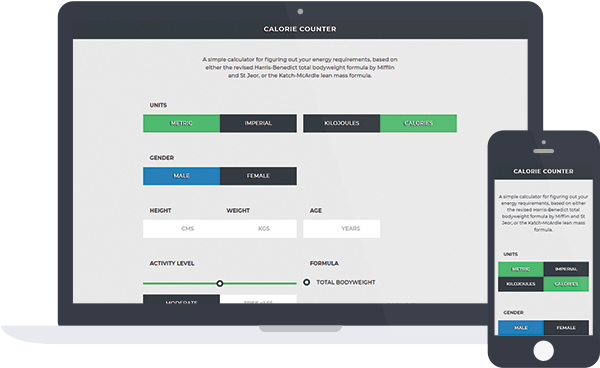 CALORIE COUNTER
A simple calculator for figuring out your energy requirements, based on
either the revised Harris-Benedict total bodyweight formula by Mifflin
and St Jeor, or the Katch-McArdle lean mass formula.
UNITS
METRIC IMPERIAL KILOJOULES CALORIES
GENDER
MALE FEMALE
HEIGHT WEIGHT AGE
CMS KGS YEARS
ACTIVITY LEVEL FORMULA
TOTAL BODYWEIGHT
MODERATE
CALORIE COUNTER
A simple calculator for figuring out your
energy requirements, based on either
the revised Harris-Benedict total
bodyweight formula by Mifflin and St
Jeor, or the Katch-McArdle lean mass
formula.
UNITS
METRIC IMPERIAL
KILOJOULES CALORIES
GENDER
MALE FEMALE